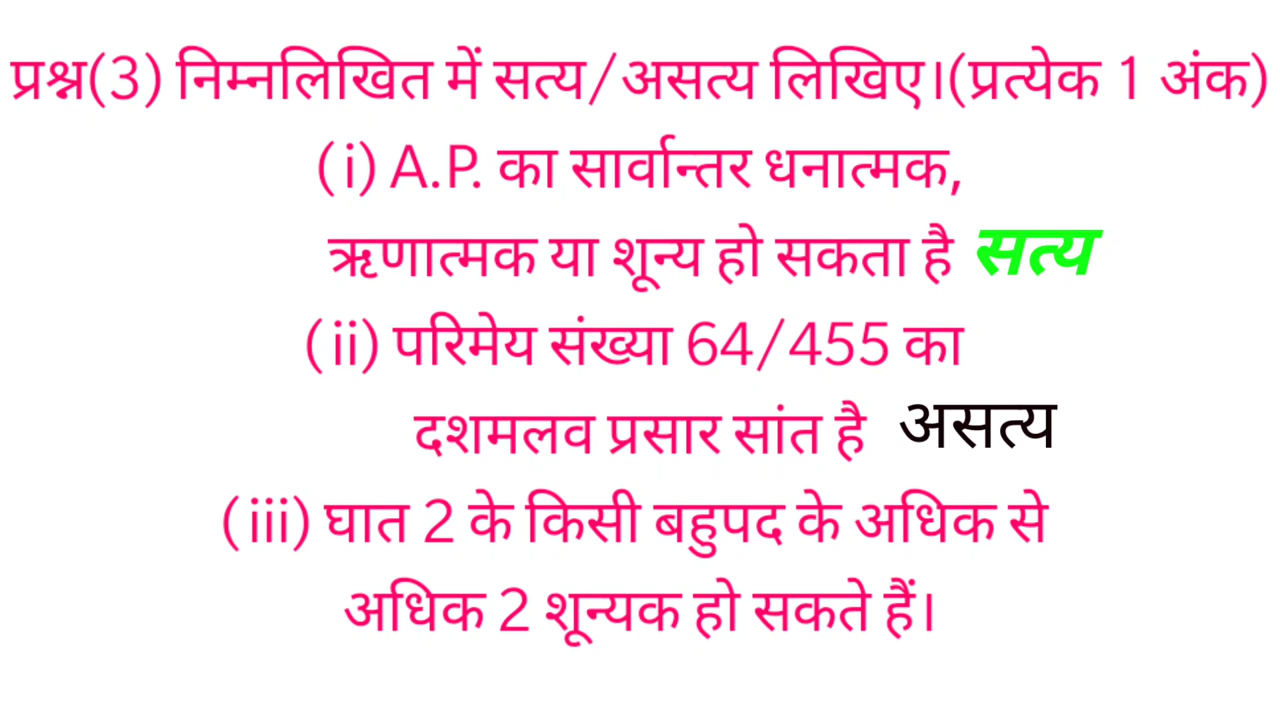 प्रश्न(3) निम्नलिखित में सत्य/असत्य लिखिए।(प्रत्येक 1 अंक)
(i) A.P. का सार्वान्तर धनात्मक,
ऋणात्मक या शून्य हो सकता है सत्य
(ii) परिमेय संख्या 64/455 का
दशमलव प्रसार सांत है असत्य
(iii) घात 2 के किसी बहुपद के अधिक से
अधिक 2 शून्यक हो सकते हैं।